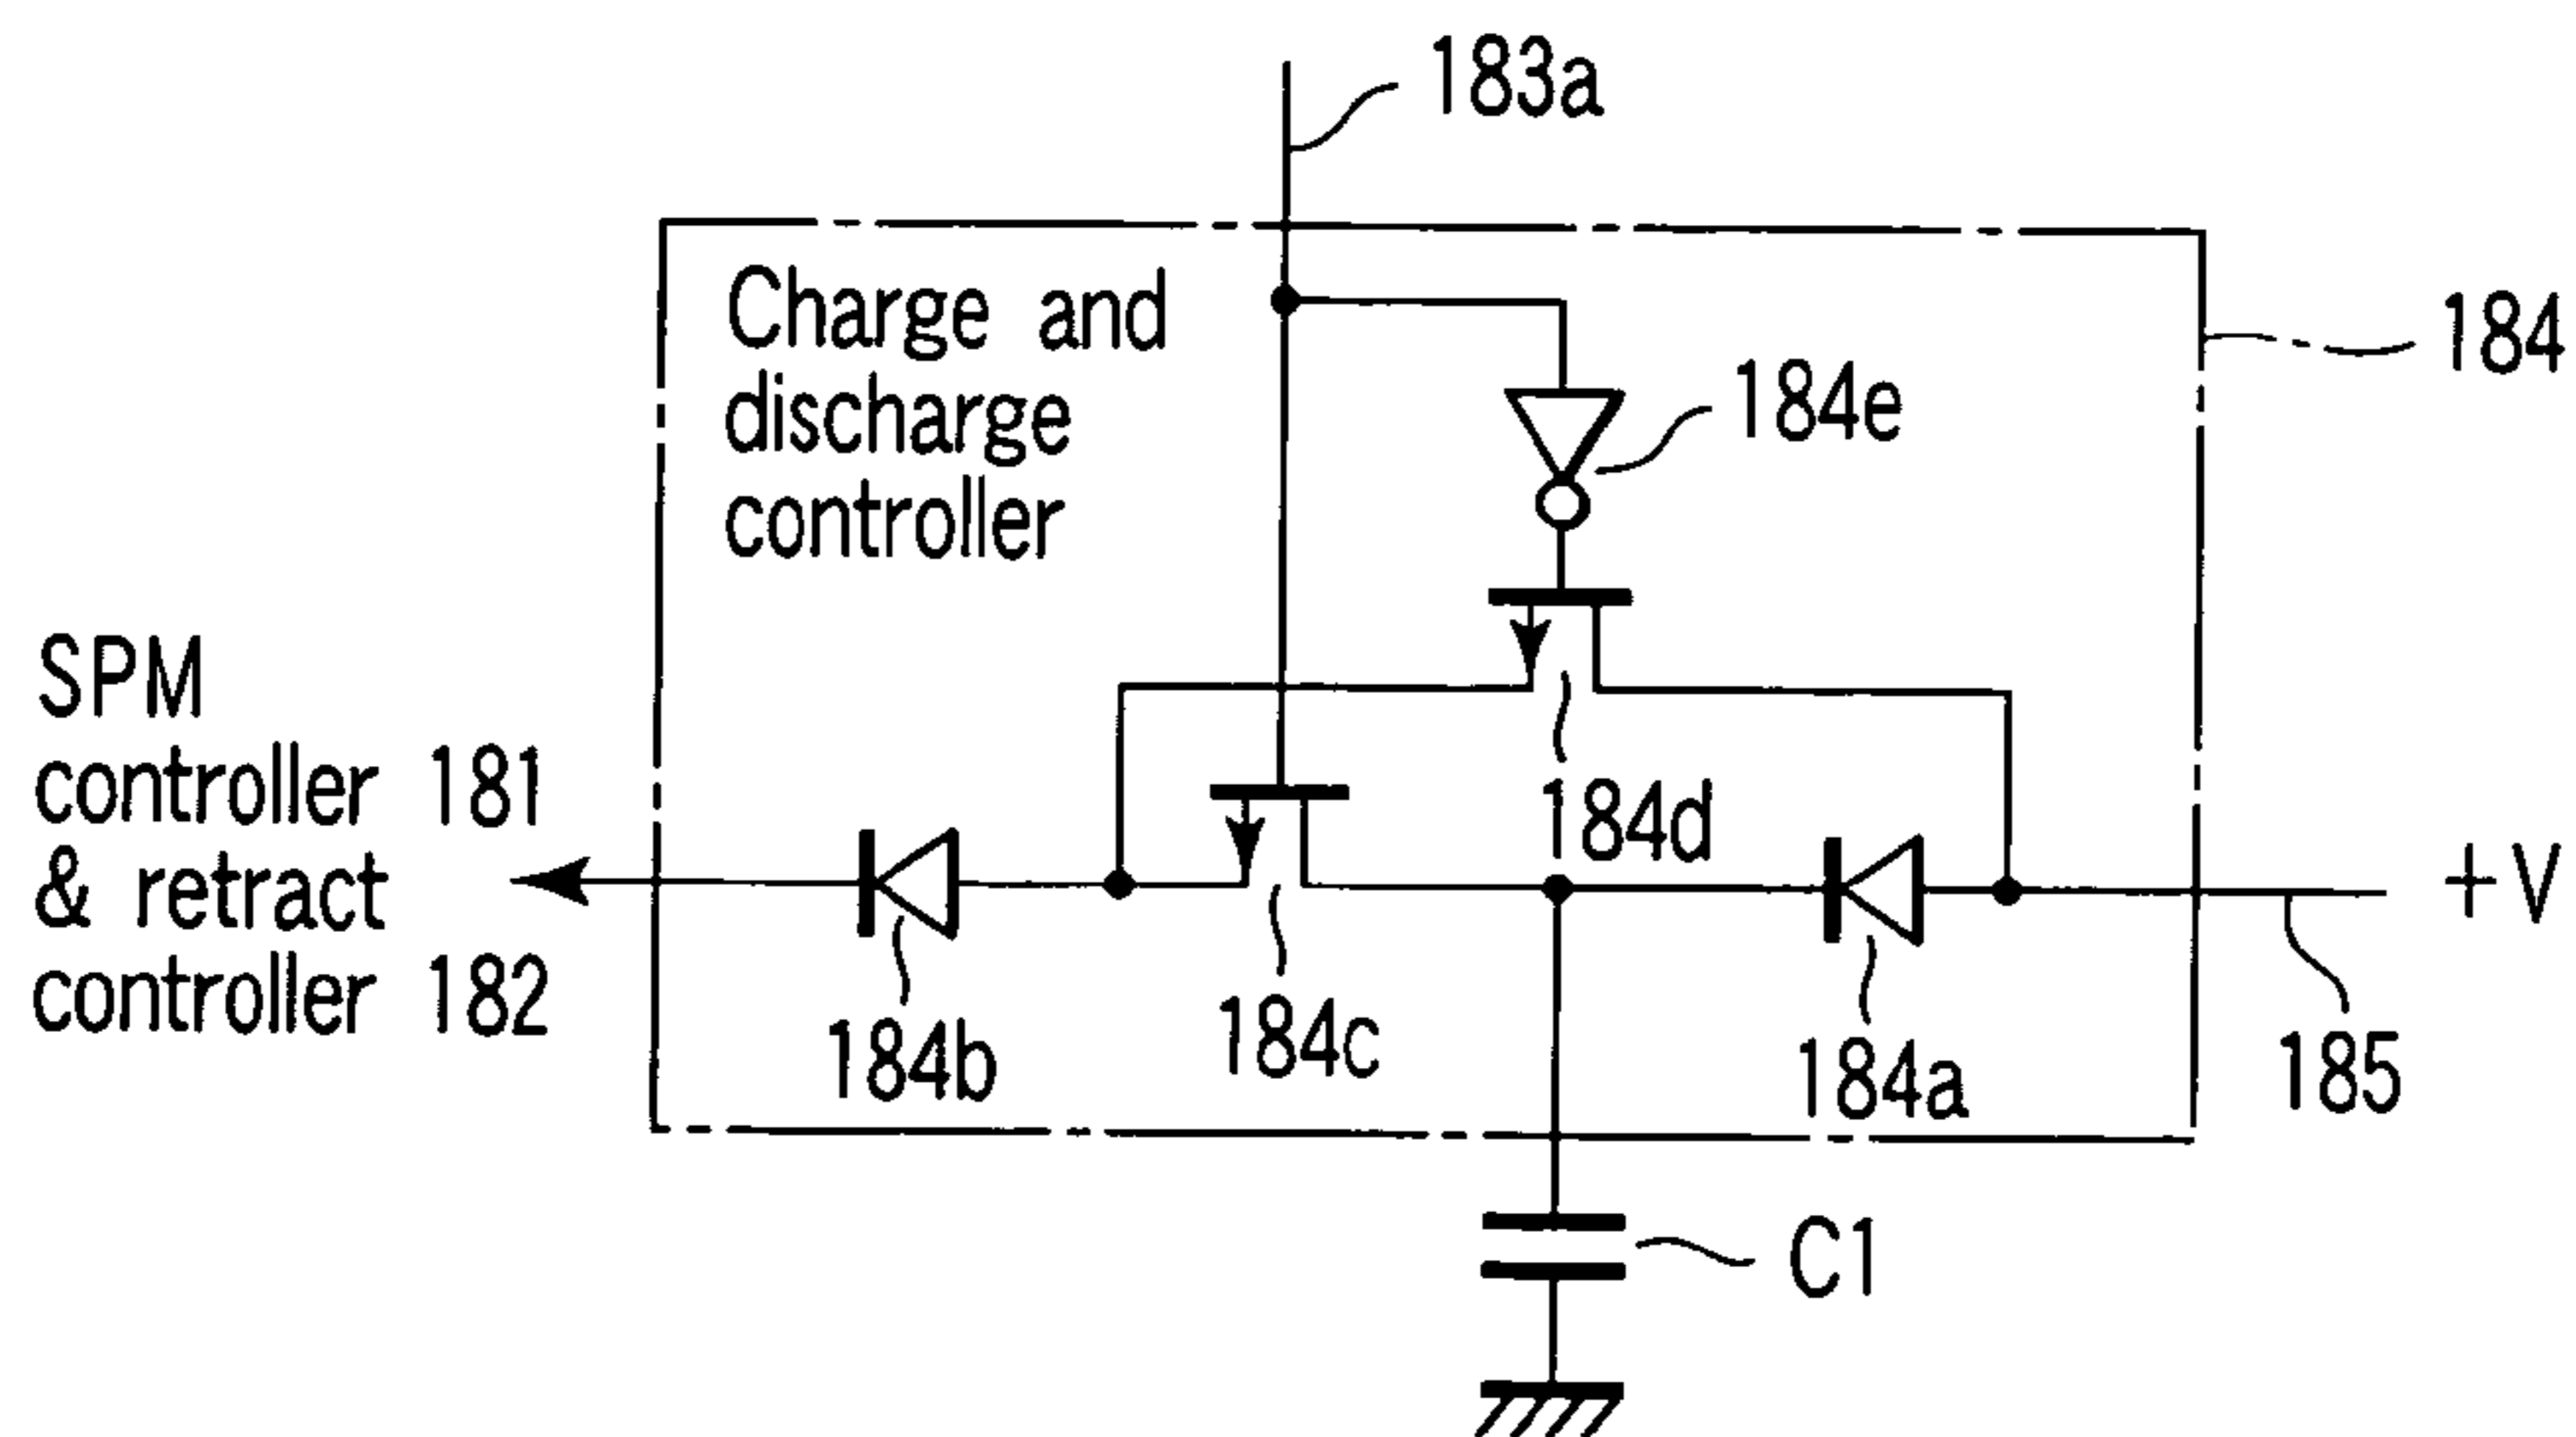 183a
Charge and
discharge
controller
184
184e
SPM
controller 181
& retract
controller 182
184d
+V
184b
184c
184a
185
C1